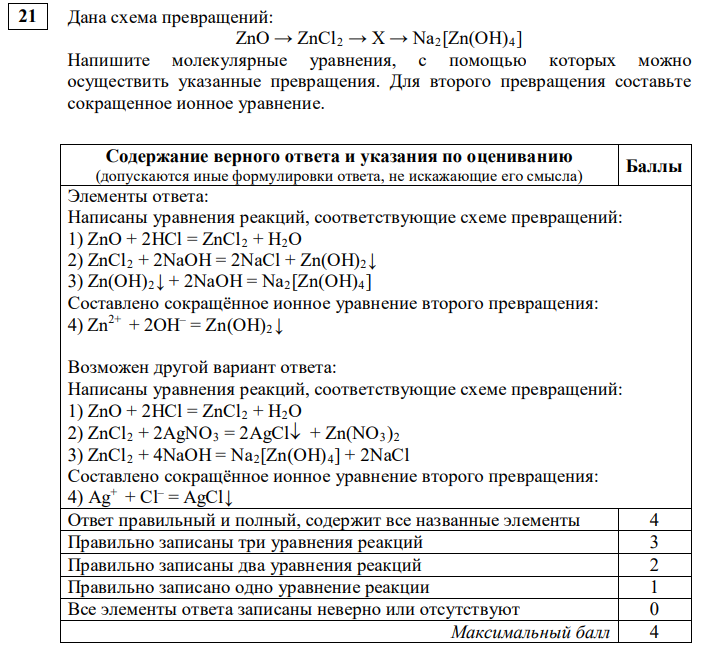 21 Дана схема превращений:
ZnO → ZnCl₂ → X → Na₂[Zn(OH)₄]
Напишите молекулярные уравнения, с помощью которых можно
осуществить указанные превращения. Для второго превращения составьте
сокращенное ионное уравнение.
Содержание верного ответа и указания по оцениванию
(допускаются иные формулировки ответа, не искажающие его смысла)
Баллы
Элементы ответа:
Написаны уравнения реакций, соответствующие схеме превращений:
1) ZnO + 2HCl = ZnCl₂ + H₂O
2) ZnCl₂ + 2NaOH = 2NaCl + Zn(OH)₂↓
3) Zn(OH)₂↓ + 2NaOH = Na₂[Zn(OH)₄]
Составлено сокращённое ионное уравнение второго превращения:
4) Zn²⁺ + 2OH⁻ = Zn(OH)₂↓
Возможен другой вариант ответа:
Написаны уравнения реакций, соответствующие схеме превращений:
1) ZnO + 2HCl = ZnCl₂ + H₂O
2) ZnCl₂ + 2AgNO₃ = 2AgCl↓ + Zn(NO₃)₂
3) ZnCl₂ + 4NaOH = Na₂[Zn(OH)₄] + 2NaCl
Составлено сокращённое ионное уравнение второго превращения:
4) Ag⁺ + Cl⁻ = AgCl↓
Ответ правильный и полный, содержит все названные элементы 4
Правильно записаны три уравнения реакций 3
Правильно записаны два уравнения реакций 2
Правильно записано одно уравнение реакции 1
Все элементы ответа записаны неверно или отсутствуют 0
Максимальный балл 4